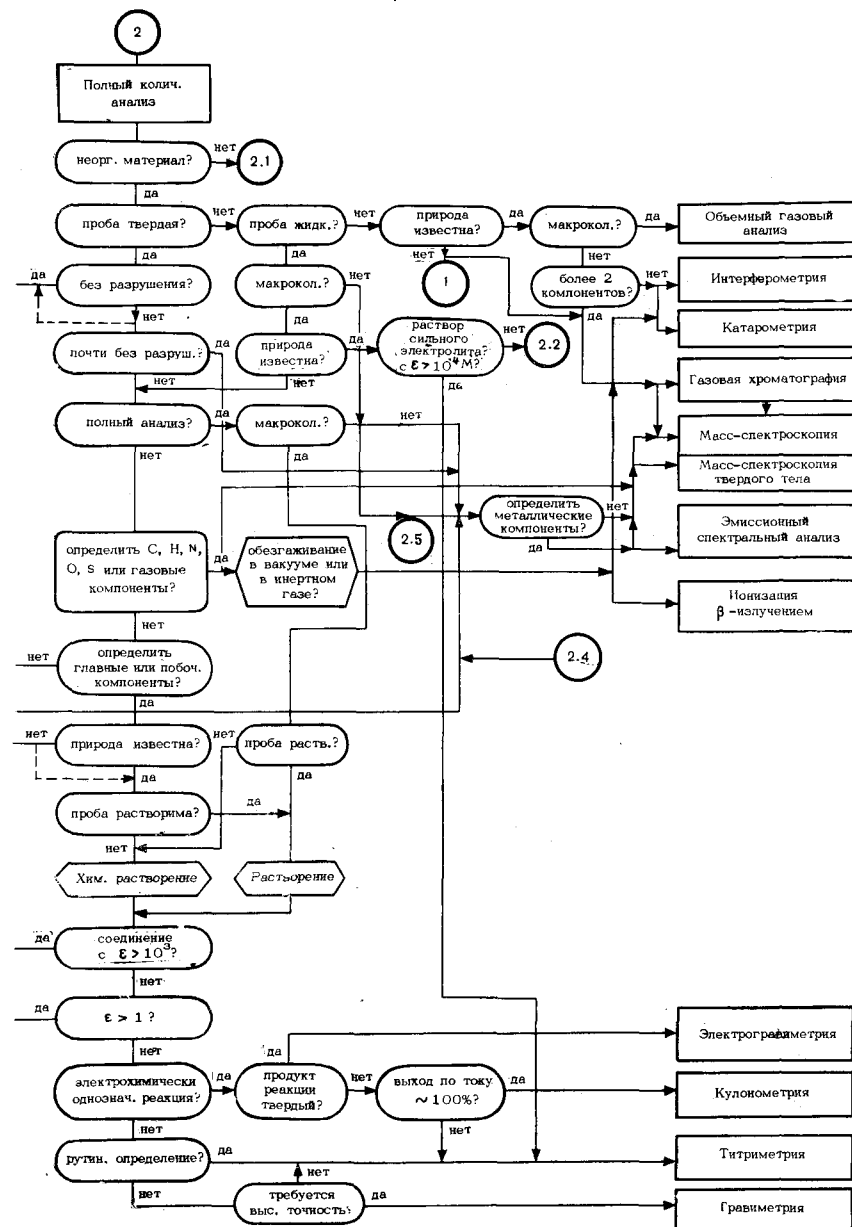 2
Полный колич.
анализ
нет
неорг. материал?
2.1
да
проба твердая?
нет
проба жидк.?
нет
природа
известна?
да
макрокол.?
да
Объемный газовый
анализ
да
да
нет
нет
да
без разрушения?
макрокол.?
нет
1
более 2
компонентов?
нет
Интерферометрия
нет
да
да
Катарометрия
почти без разруш.?
да
природа
известна?
да
раствор
сильного
электролита?
с ε > 10⁻⁴ М?
нет
2.2
нет
нет
да
Газовая хроматография
полный анализ?
да
макрокол.?
нет
Масс-спектроскопия
нет
да
Масс-спектроскопия
твердого тела
определить
металлические
компоненты?
нет
2.5
да
Эмиссионный
спектральный анализ
определить С, Н, N,
О, S или газовые
компоненты?
да
обезгаживание
в вакууме или
в инертном
газе?
Ионизация
β -излучением
нет
нет
определить
главные или побоч.
компоненты?
2.4
да
нет
природа известна?
нет
проба раств.?
да
да
проба растворима?
да
нет
Хим. растворение
Растворение
да
соединение
с ε > 10³?
нет
да
ε > 1 ?
нет
да
Электрогравиметрия
электрохимически
однознач. реакция?
да
продукт
реакции
твердый?
нет
выход по току
~ 100%?
да
Кулонометрия
нет
нет
рутин. определение?
да
Титриметрия
нет
нет
требуется
выс. точность?
да
Гравиметрия